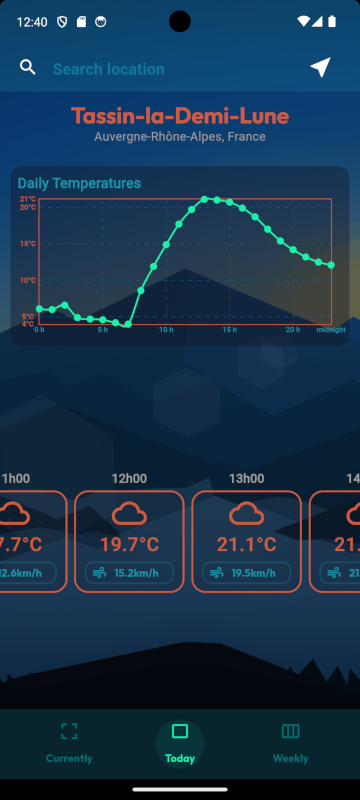 12:40
Search location
Tassin-la-Demi-Lune
Auvergne-Rhône-Alpes, France
Daily Temperatures
21°C
20°C
15°C
10°C
5°C
4°C
0 h 5 h 10 h 15 h 20 h midnight
1h00 12h00 13h00 14
7.7°C 19.7°C 21.1°C 21.
12.6km/h 15.2km/h 19.5km/h 21
Currently Today Weekly